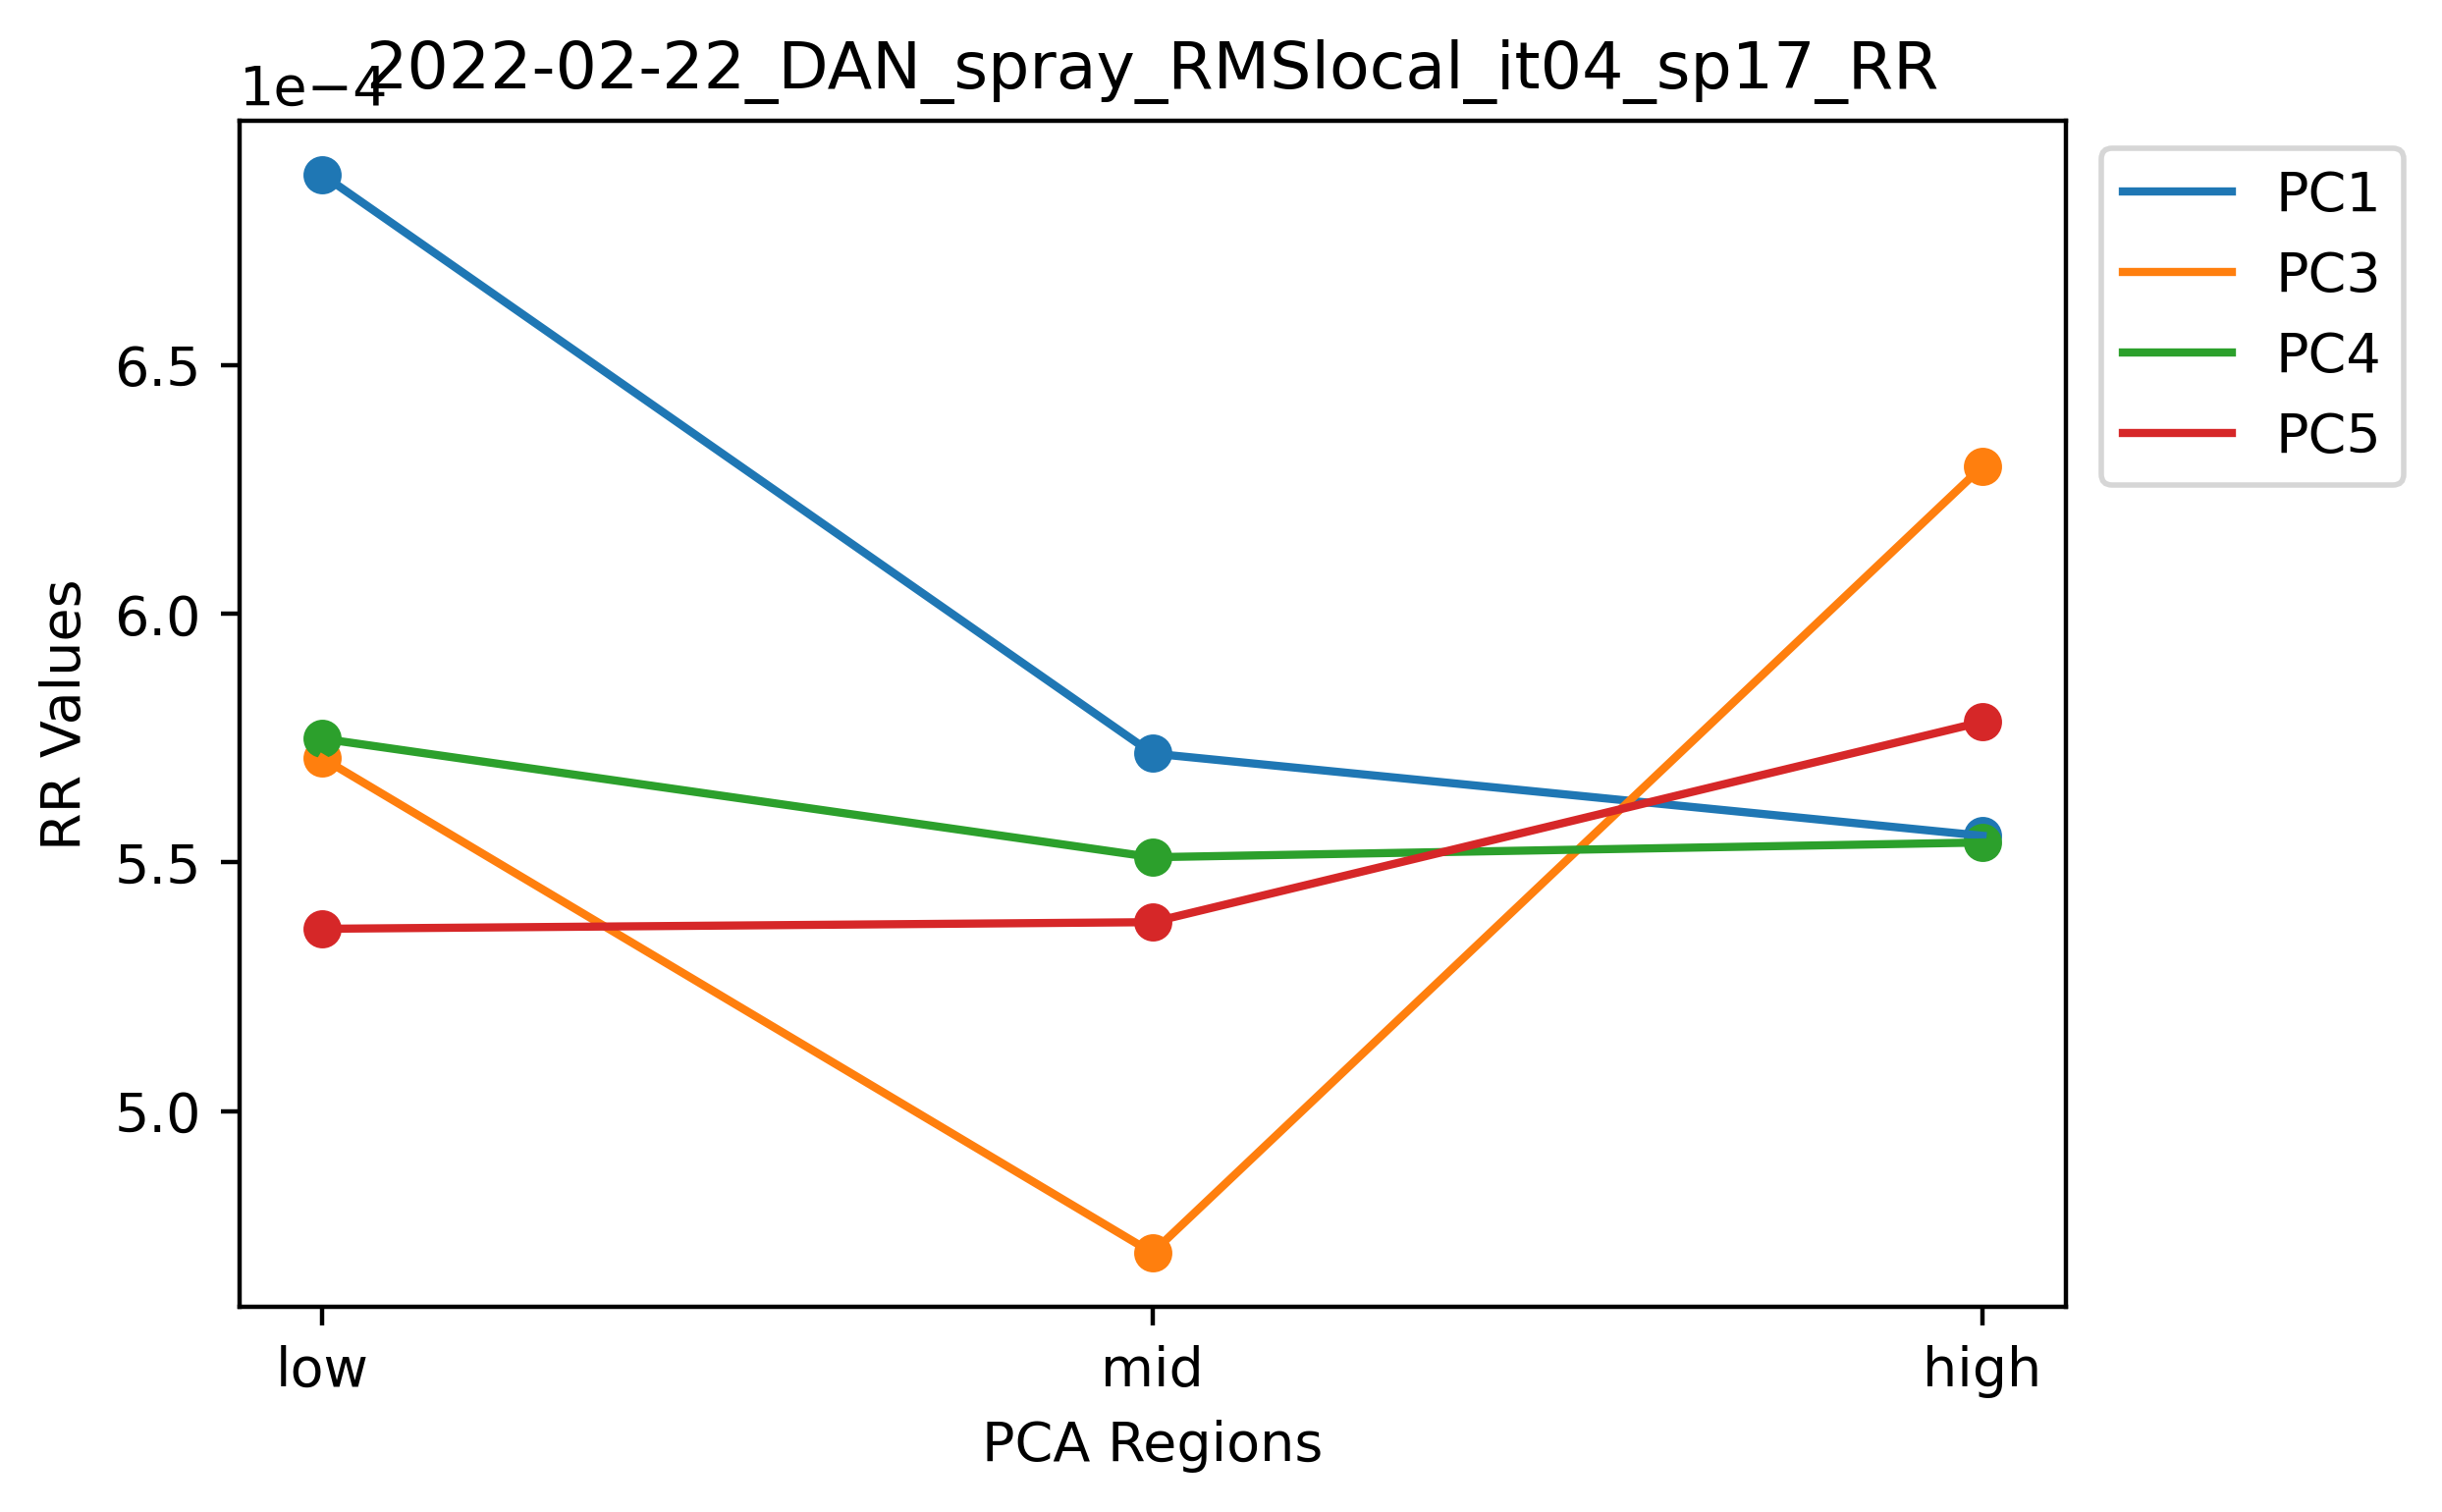 1e−4
2022-02-22_DAN_spray_RMSlocal_it04_sp17_RR
PC1
PC3
PC4
PC5
6.5
6.0
5.5
5.0
RR Values
low mid high
PCA Regions